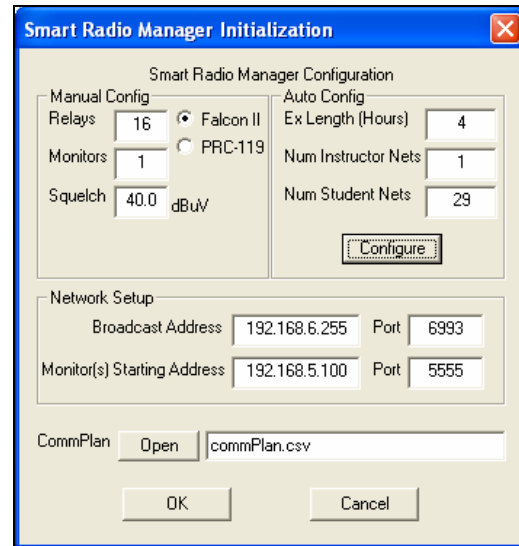 Smart Radio Manager Initialization
Smart Radio Manager Configuration
Manual Config
Relays 16 Falcon II
PRC-119
Monitors 1
Squelch 40.0 dBuV
Auto Config
Ex Length (Hours) 4
Num Instructor Nets 1
Num Student Nets 29
Configure
Network Setup
Broadcast Address 192.168.6.255 Port 6993
Monitor(s) Starting Address 192.168.5.100 Port 5555
CommPlan Open commPlan.csv
OK Cancel